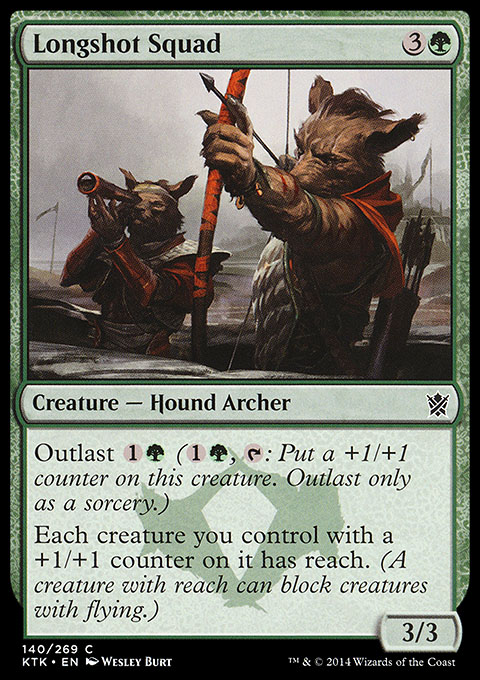 Longshot Squad 3
Creature — Hound Archer
Outlast 1 (1, : Put a +1/+1
counter on this creature. Outlast only
as a sorcery.)
Each creature you control with a
+1/+1 counter on it has reach. (A
creature with reach can block creatures
with flying.)
3/3
140/269 C
KTK • EN Wesley Burt
™ & © 2014 Wizards of the Coast